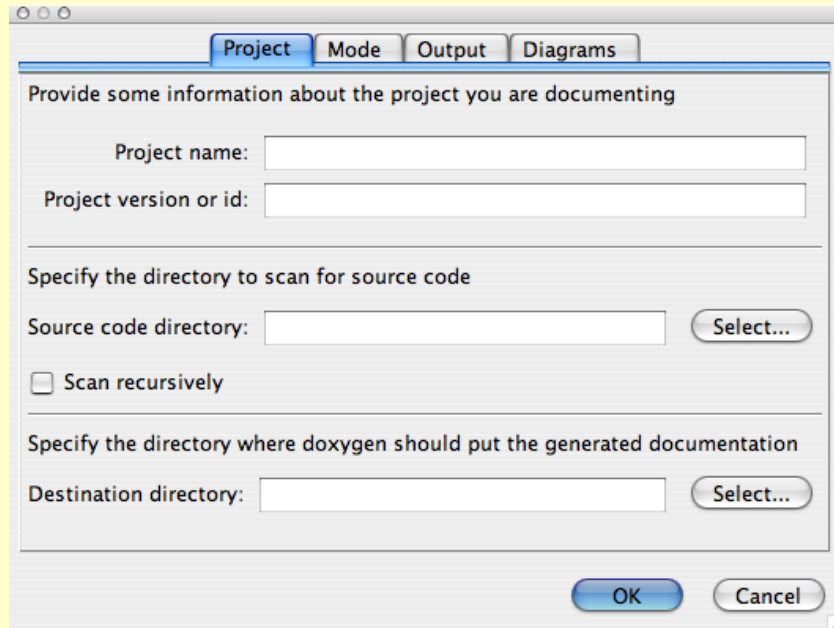 Project Mode Output Diagrams
Provide some information about the project you are documenting
Project name:
Project version or id:
Specify the directory to scan for source code
Source code directory: Select...
Scan recursively
Specify the directory where doxygen should put the generated documentation
Destination directory: Select...
OK Cancel